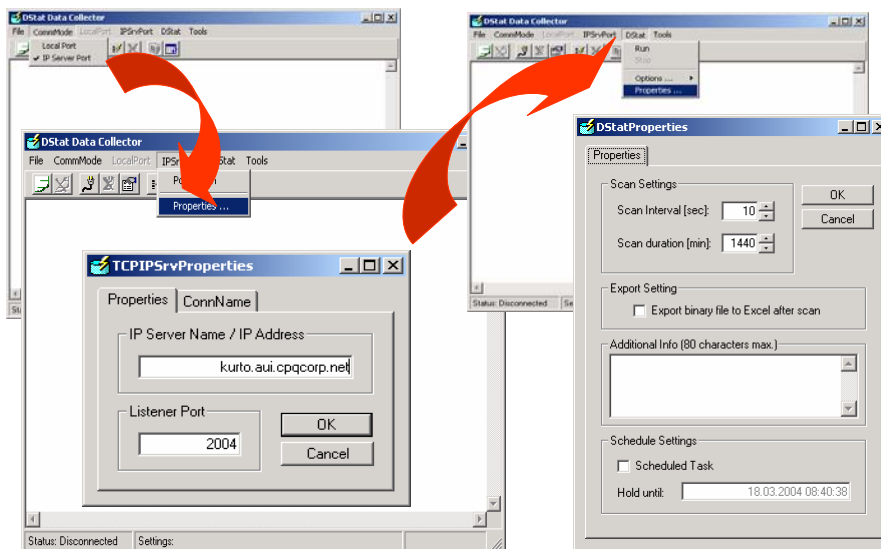 DStat Data Collector
File CommMode LocalPort IPSrvPort DStat Tools
Local Port
IP Server Port
DStat Data Collector
File CommMode LocalPort Stat Tools
Properties ...
TCPIPSrvProperties
Properties ConnName
IP Server Name / IP Address
kurto.aui.cpqcorp.net
Listener Port
2004
OK
Cancel
Status: Disconnected Settings:
DStat Data Collector
File CommMode LocalPort IPSrvPort DStat Tools
Run
Stop
Options ...
Properties ...
Status: Disconnected
DStatProperties
Properties
Scan Settings
Scan Interval [sec]: 10
Scan duration [min]: 1440
OK
Cancel
Export Setting
Export binary file to Excel after scan
Additional Info (80 characters max.)
Schedule Settings
Scheduled Task
Hold until: 18.03.2004 08:40:38